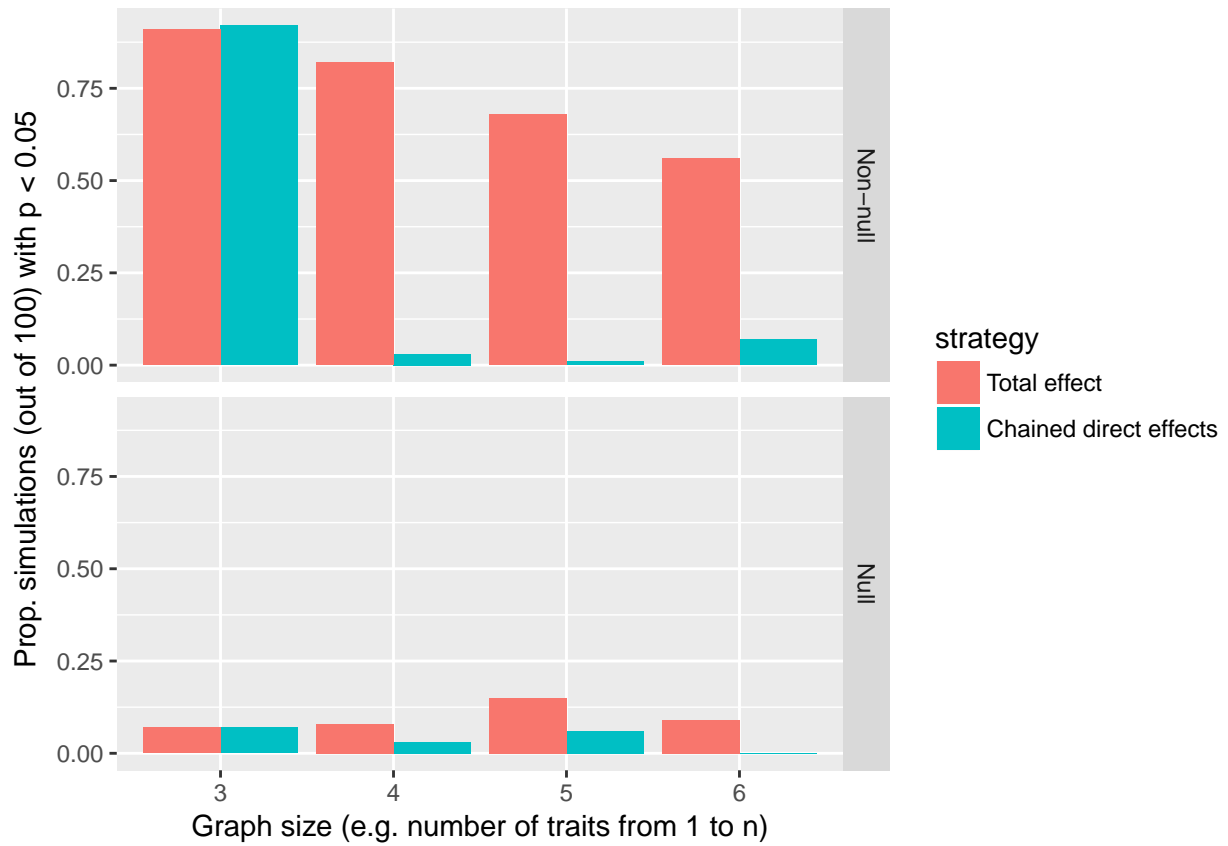 Prop. simulations (out of 100) with p < 0.05
0.75
0.50
0.25
0.00
Non−null
0.75
0.50
0.25
0.00
Null
3 4 5 6
Graph size (e.g. number of traits from 1 to n)
strategy
Total effect
Chained direct effects